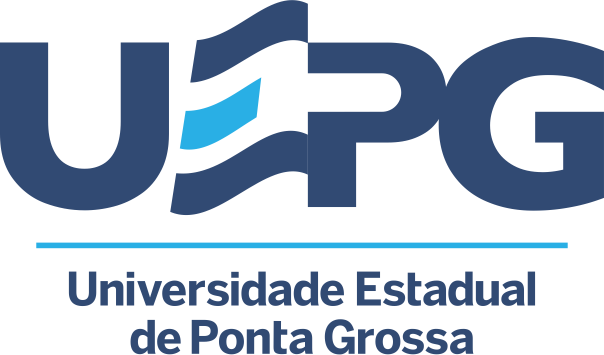 UEPG
Universidade Estadual
de Ponta Grossa